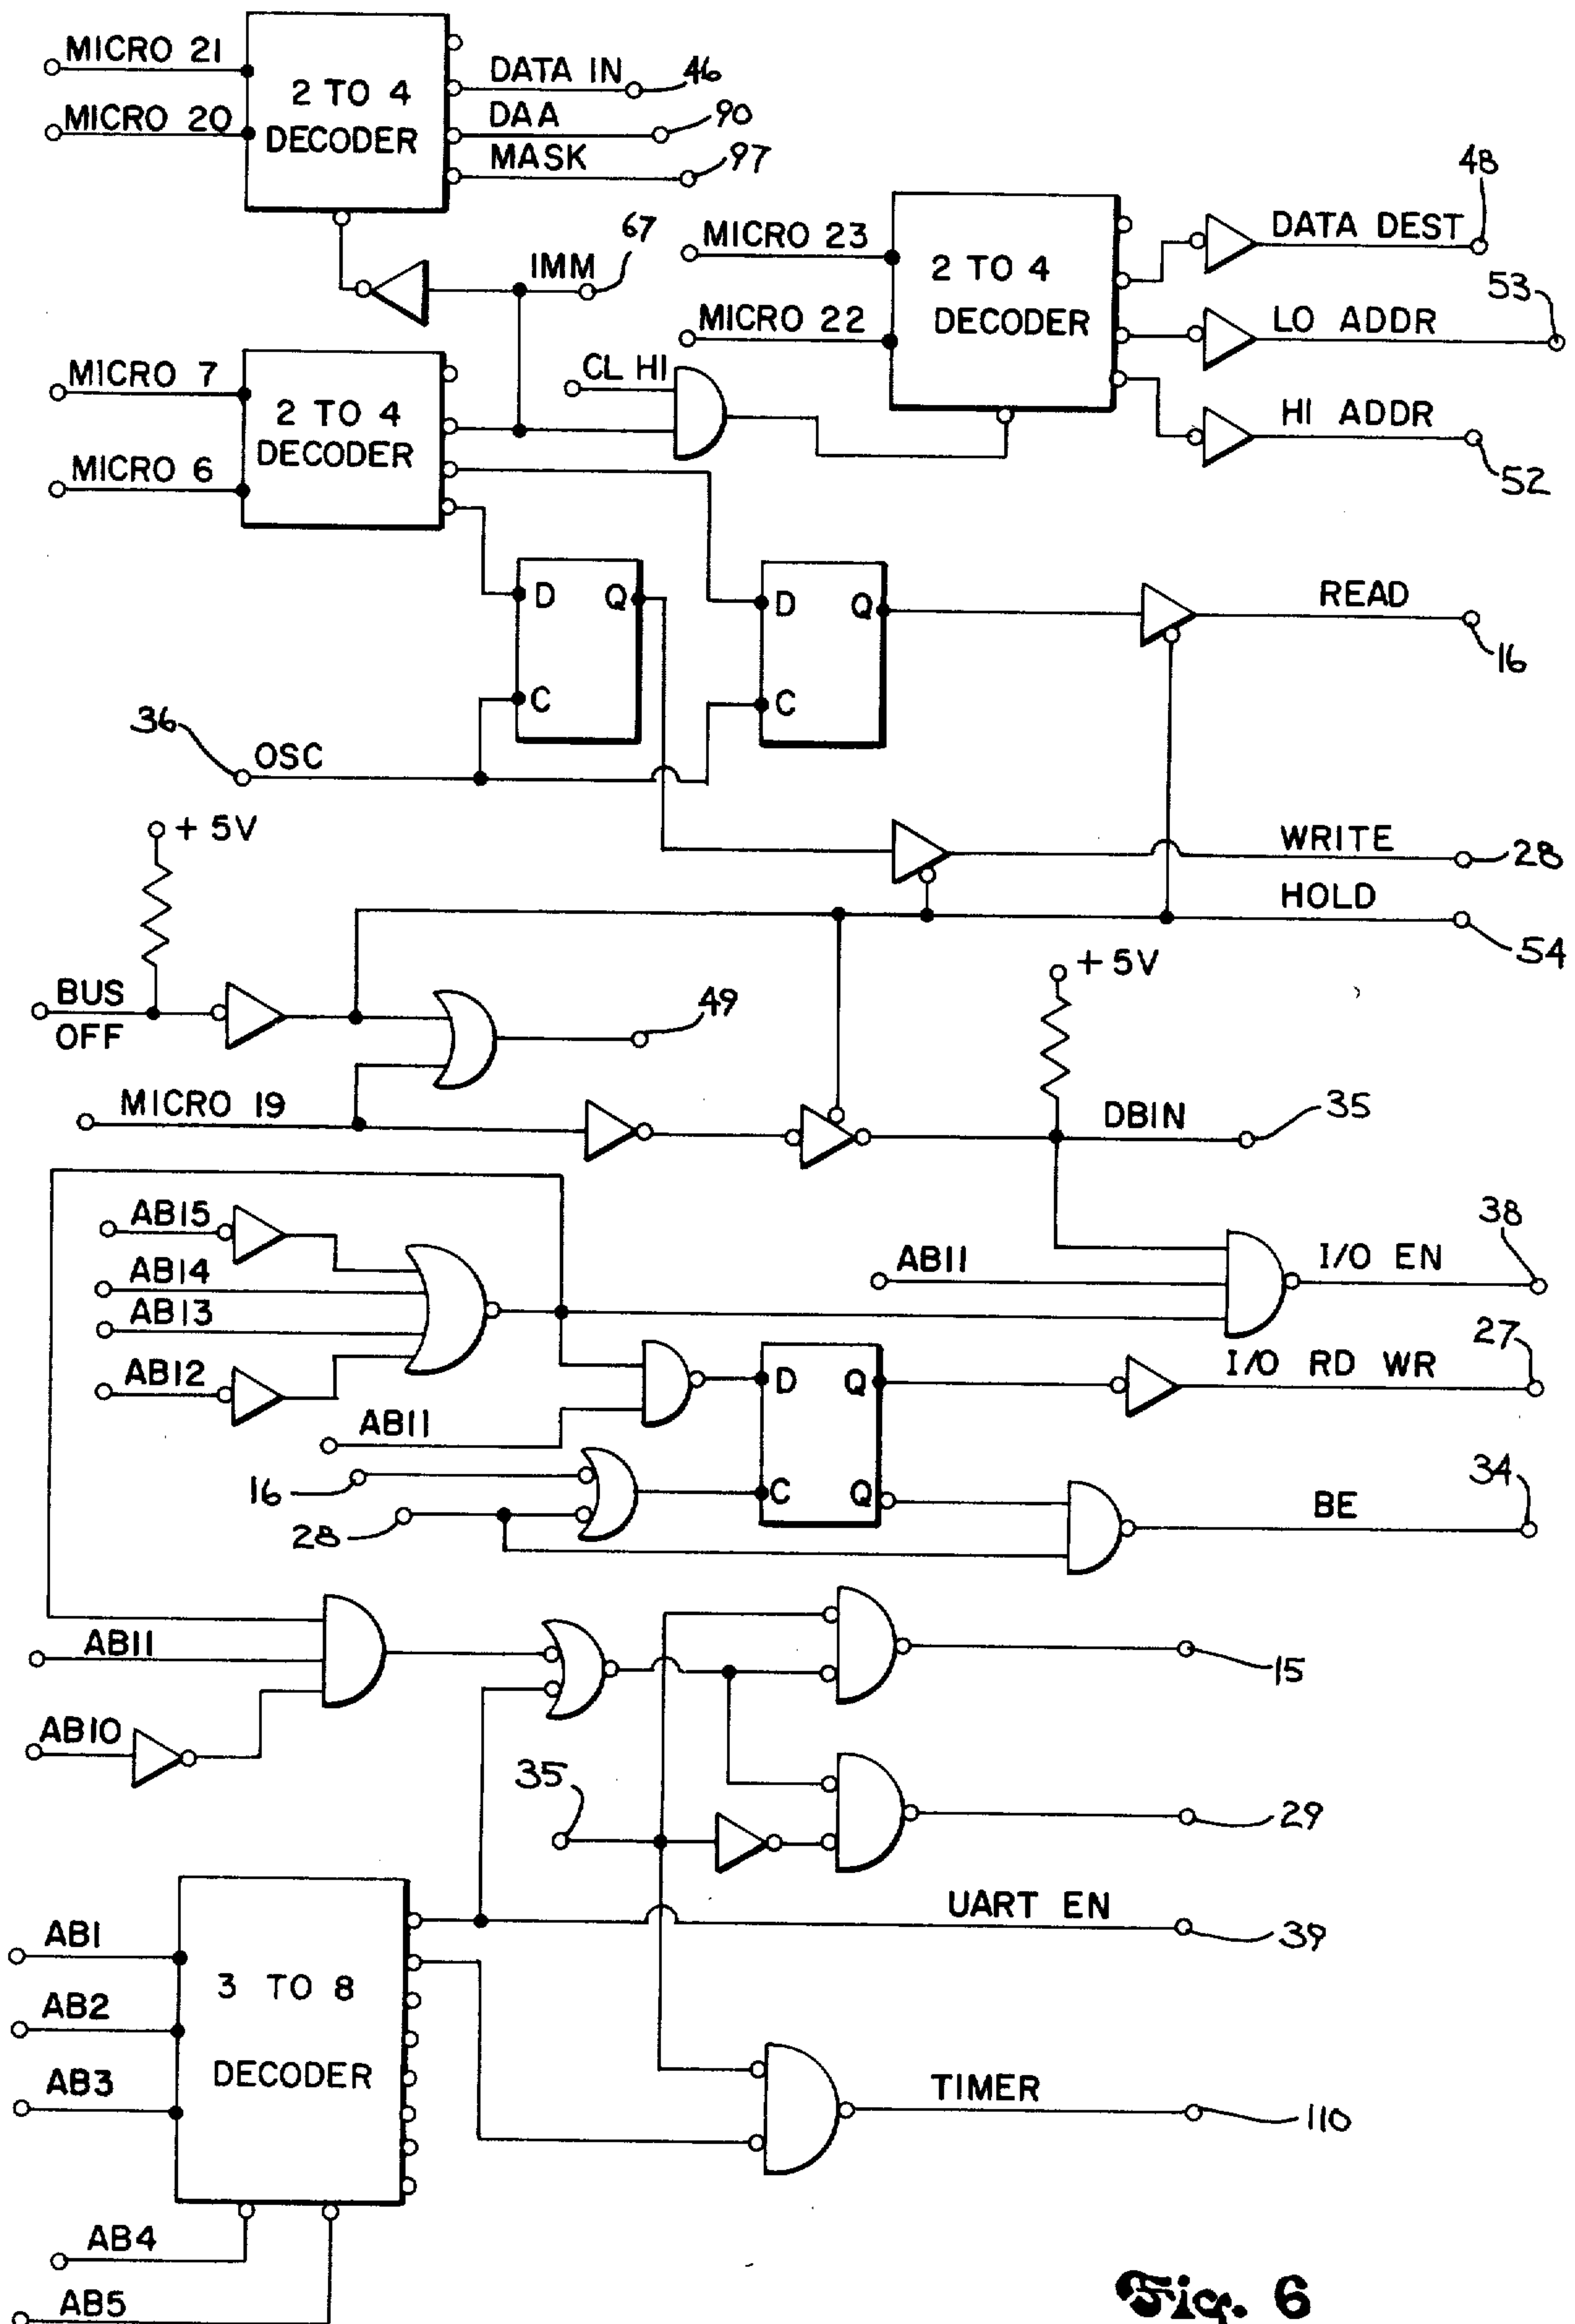 MICRO 21
MICRO 20
2 TO 4
DECODER
DATA IN
46
DAA
90
MASK
97
IMM
67
MICRO 23
MICRO 22
2 TO 4
DECODER
DATA DEST
48
LO ADDR
53
HI ADDR
52
MICRO 7
MICRO 6
2 TO 4
DECODER
CL HI
D
Q
C
D
Q
C
READ
16
36
OSC
+ 5V
WRITE
28
HOLD
54
BUS
OFF
49
+ 5V
MICRO 19
DBIN
35
AB15
AB14
AB13
AB12
AB11
I/O EN
38
AB11
D
Q
C
Q
I/O RD WR
27
16
28
BE
34
AB11
AB10
15
35
29
UART EN
39
AB1
AB2
AB3
3 TO 8
DECODER
TIMER
110
AB4
AB5
Fig. 6